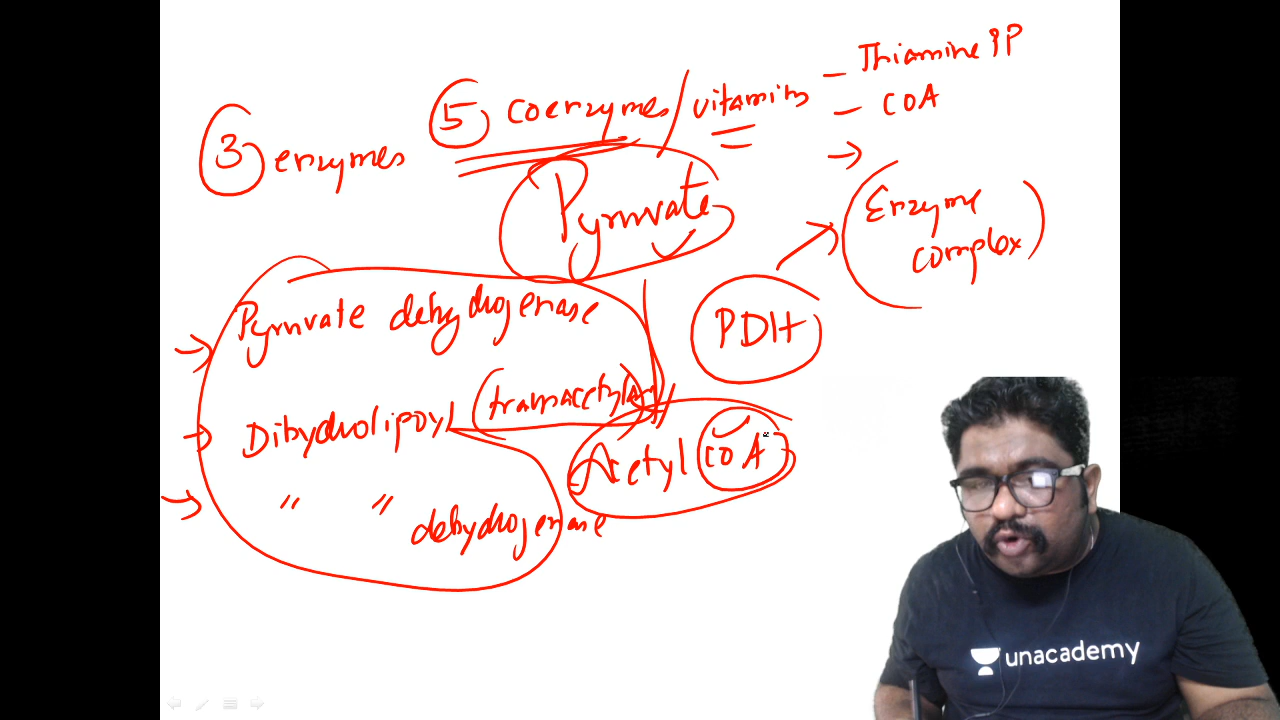 3 enzymes
5 coenzymes / vitamins
- Thiamine PP
- COA
Pyruvate
Enzyme
complex
PDH
Pyruvate dehydrogenase
Dihydrolipoyl (transacetylase)
" " dehydrogenase
Acetyl COA
unacademy